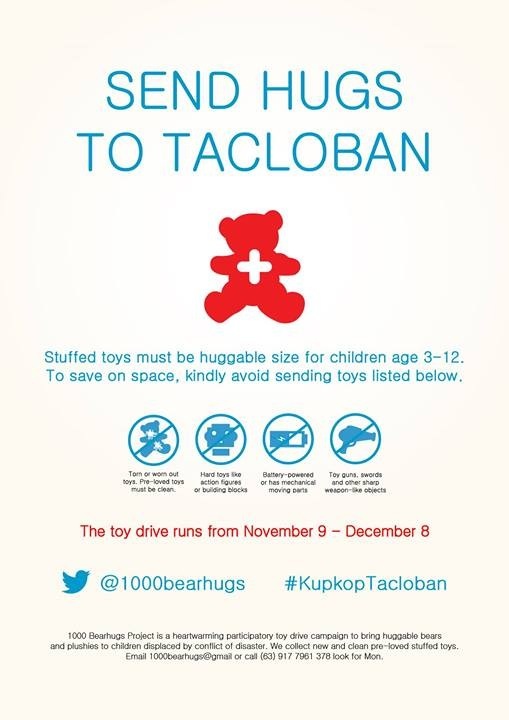 SEND HUGS
TO TACLOBAN
Stuffed toys must be huggable size for children age 3-12.
To save on space, kindly avoid sending toys listed below.
Torn or worn out
toys. Pre-loved toys
must be clean.
Hard toys like
action figures
or building blocks
Battery-powered
or has mechanical
moving parts
Toy guns, swords
and other sharp
weapon-like objects
The toy drive runs from November 9 - December 8
@1000bearhugs #KupkopTacloban
1000 Bearhugs Project is a heartwarming participatory toy drive campaign to bring huggable bears
and plushies to children displaced by conflict of disaster. We collect new and clean pre-loved stuffed toys.
Email 1000bearhugs@gmail or call (63) 917 7961 378 look for Mon.